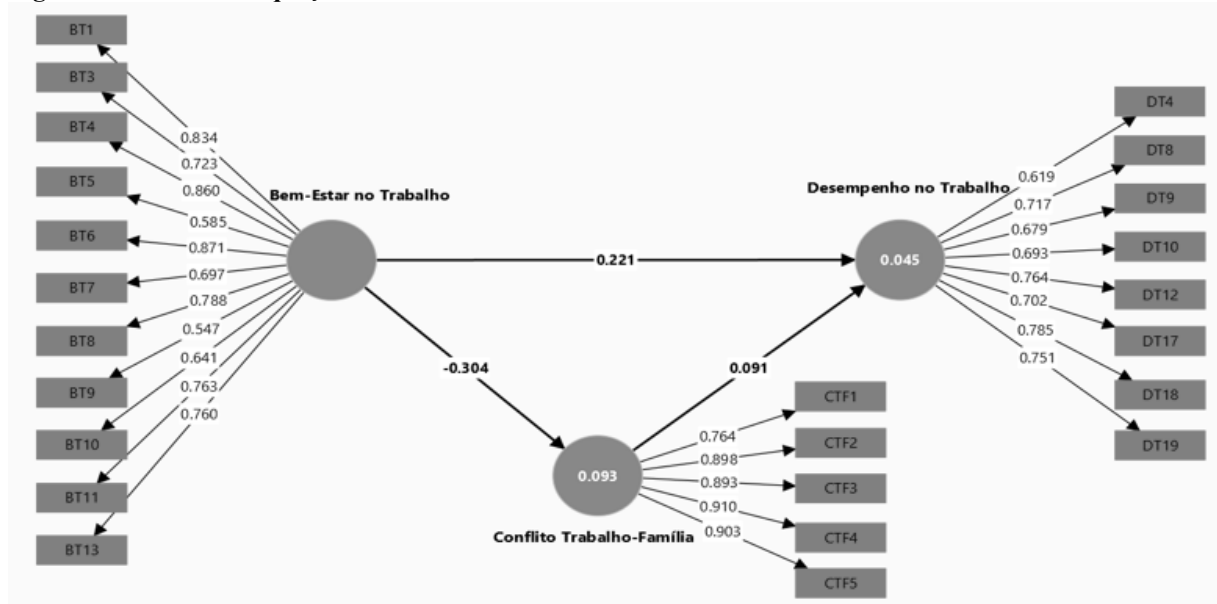 BT1
BT3
BT4
BT5
BT6
BT7
BT8
BT9
BT10
BT11
BT13
0.834
0.723
0.860
0.585
0.871
0.697
0.788
0.547
0.641
0.763
0.760
Bem-Estar no Trabalho
0.221
-0.304
0.091
Desempenho no Trabalho
0.045
0.093
Conflito Trabalho-Família
0.764
0.898
0.893
0.910
0.903
CTF1
CTF2
CTF3
CTF4
CTF5
0.619
0.717
0.679
0.693
0.764
0.702
0.785
0.751
DT4
DT8
DT9
DT10
DT12
DT17
DT18
DT19